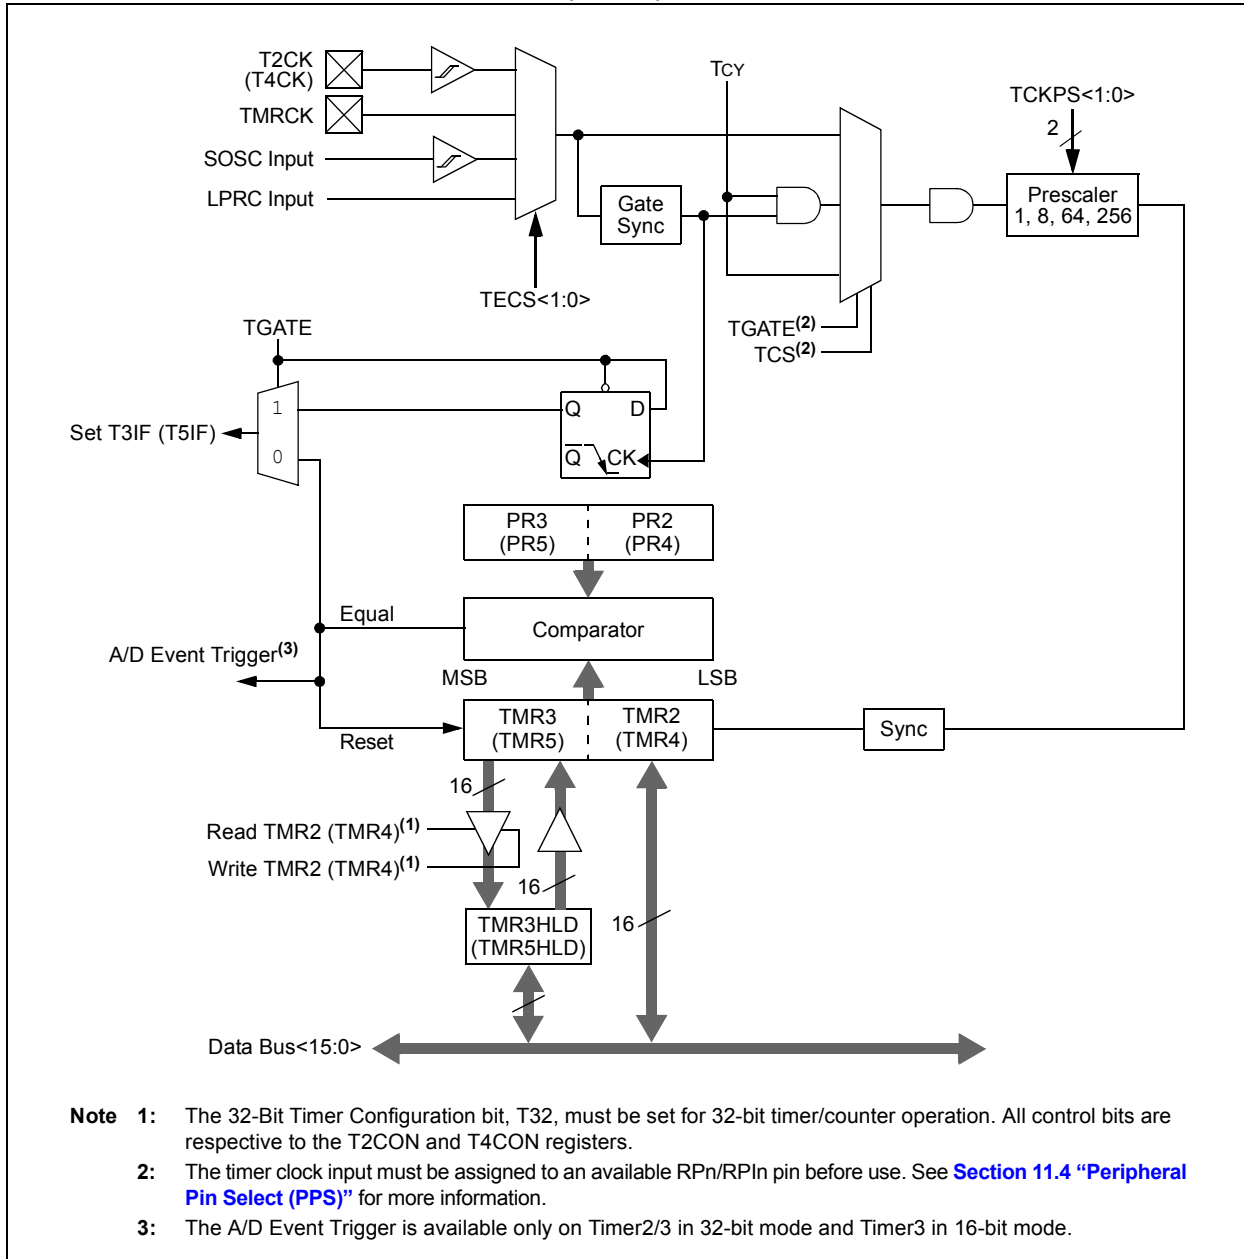 T2CK
(T4CK)
TMRCK
SOSC Input
LPRC Input
TECS<1:0>
TCY
Gate
Sync
TGATE(2)
TCS(2)
TCKPS<1:0>
2
Prescaler
1, 8, 64, 256
TGATE
1
0
Set T3IF (T5IF)
Q D
Q CK
PR3
(PR5)
PR2
(PR4)
Equal
Comparator
A/D Event Trigger(3)
MSB LSB
Reset
TMR3
(TMR5)
TMR2
(TMR4)
Sync
16
Read TMR2 (TMR4)(1)
Write TMR2 (TMR4)(1)
16
16
TMR3HLD
(TMR5HLD)
Data Bus<15:0>
Note 1: The 32-Bit Timer Configuration bit, T32, must be set for 32-bit timer/counter operation. All control bits are
respective to the T2CON and T4CON registers.
2: The timer clock input must be assigned to an available RPn/RPIn pin before use. See Section 11.4 “Peripheral
Pin Select (PPS)” for more information.
3: The A/D Event Trigger is available only on Timer2/3 in 32-bit mode and Timer3 in 16-bit mode.